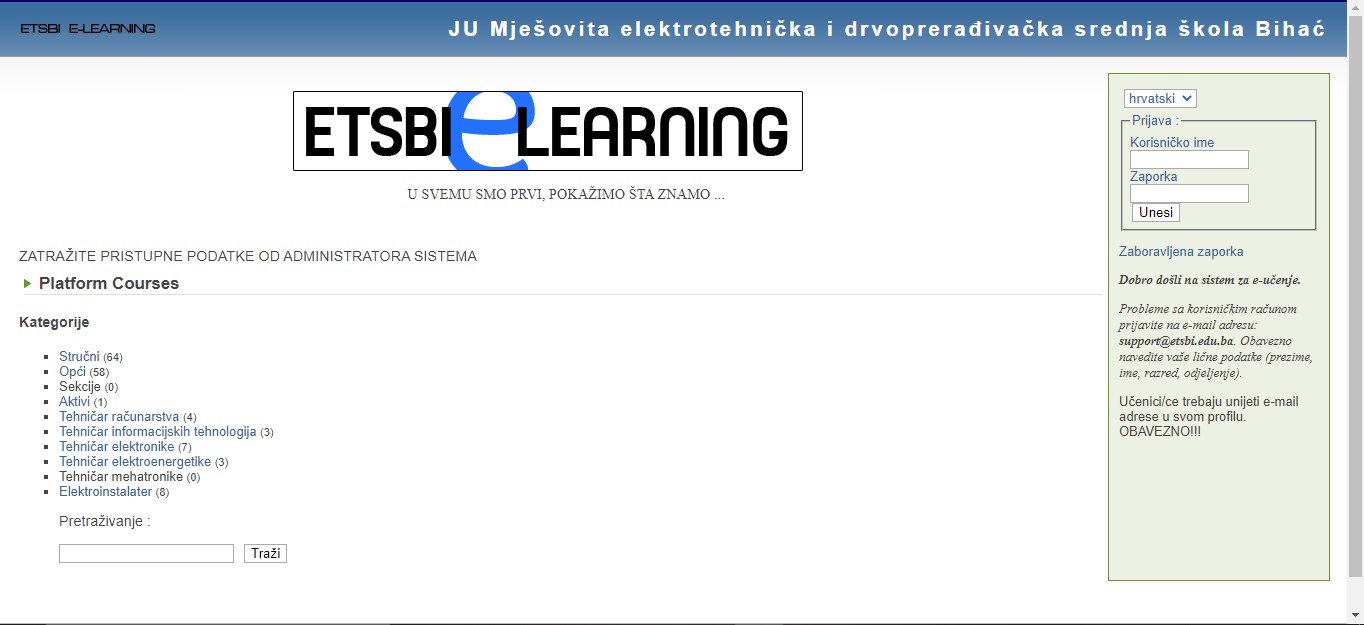 ETSBI E-LEARNING
JU Mješovita elektrotehnička i drvoprerađivačka srednja škola Bihać
ETSBI e LEARNING
U SVEMU SMO PRVI, POKAŽIMO ŠTA ZNAMO ...
ZATRAŽITE PRISTUPNE PODATKE OD ADMINISTRATORA SISTEMA
Platform Courses
Kategorije
Stručni (64)
Opći (58)
Sekcije (0)
Aktivi (1)
Tehničar računarstva (4)
Tehničar informacijskih tehnologija (3)
Tehničar elektronike (7)
Tehničar elektroenergetike (3)
Tehničar mehatronike (0)
Elektroinstalater (8)
Pretraživanje :
Traži
hrvatski
Prijava :
Korisničko ime
Zaporka
Unesi
Zaboravljena zaporka
Dobro došli na sistem za e-učenje.
Probleme sa korisničkim računom
prijavite na e-mail adresu:
support@etsbi.edu.ba. Obavezno
navedite vaše lične podatke (prezime,
ime, razred, odjeljenje).
Učenici/ce trebaju unijeti e-mail
adrese u svom profilu.
OBAVEZNO!!!